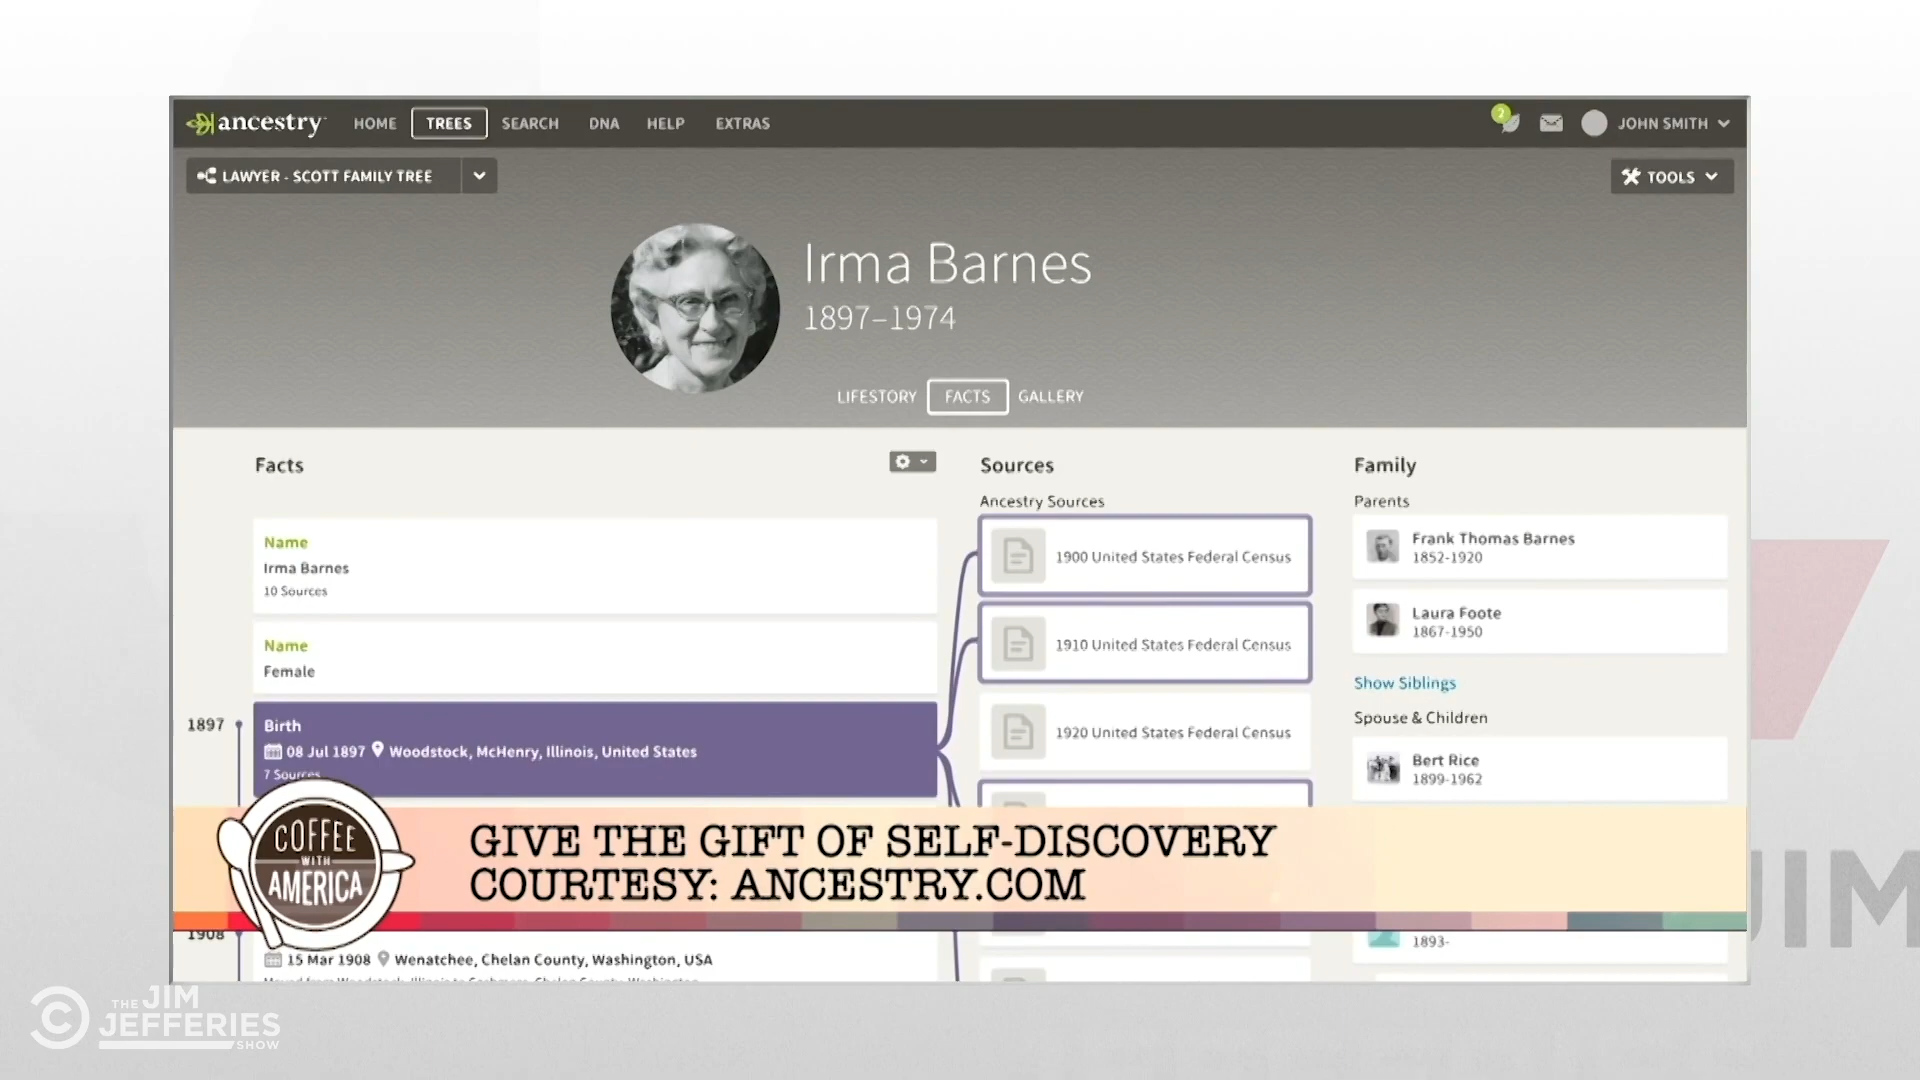 ancestry HOME TREES SEARCH DNA HELP EXTRAS 2 JOHN SMITH
LAWYER - SCOTT FAMILY TREE TOOLS
Irma Barnes
1897–1974
LIFESTORY FACTS GALLERY
Facts
Name
Irma Barnes
10 Sources
Name
Female
1897
Birth
08 Jul 1897 Woodstock, McHenry, Illinois, United States
7 Sources
Sources
Ancestry Sources
1900 United States Federal Census
1910 United States Federal Census
1920 United States Federal Census
Family
Parents
Frank Thomas Barnes
1852-1920
Laura Foote
1867-1950
Show Siblings
Spouse & Children
Bert Rice
1899-1962
COFFEE
WITH
AMERICA
GIVE THE GIFT OF SELF-DISCOVERY
COURTESY: ANCESTRY.COM
1908
15 Mar 1908 Wenatchee, Chelan County, Washington, USA
1893-
JIM
THE JIM
JEFFERIES
SHOW